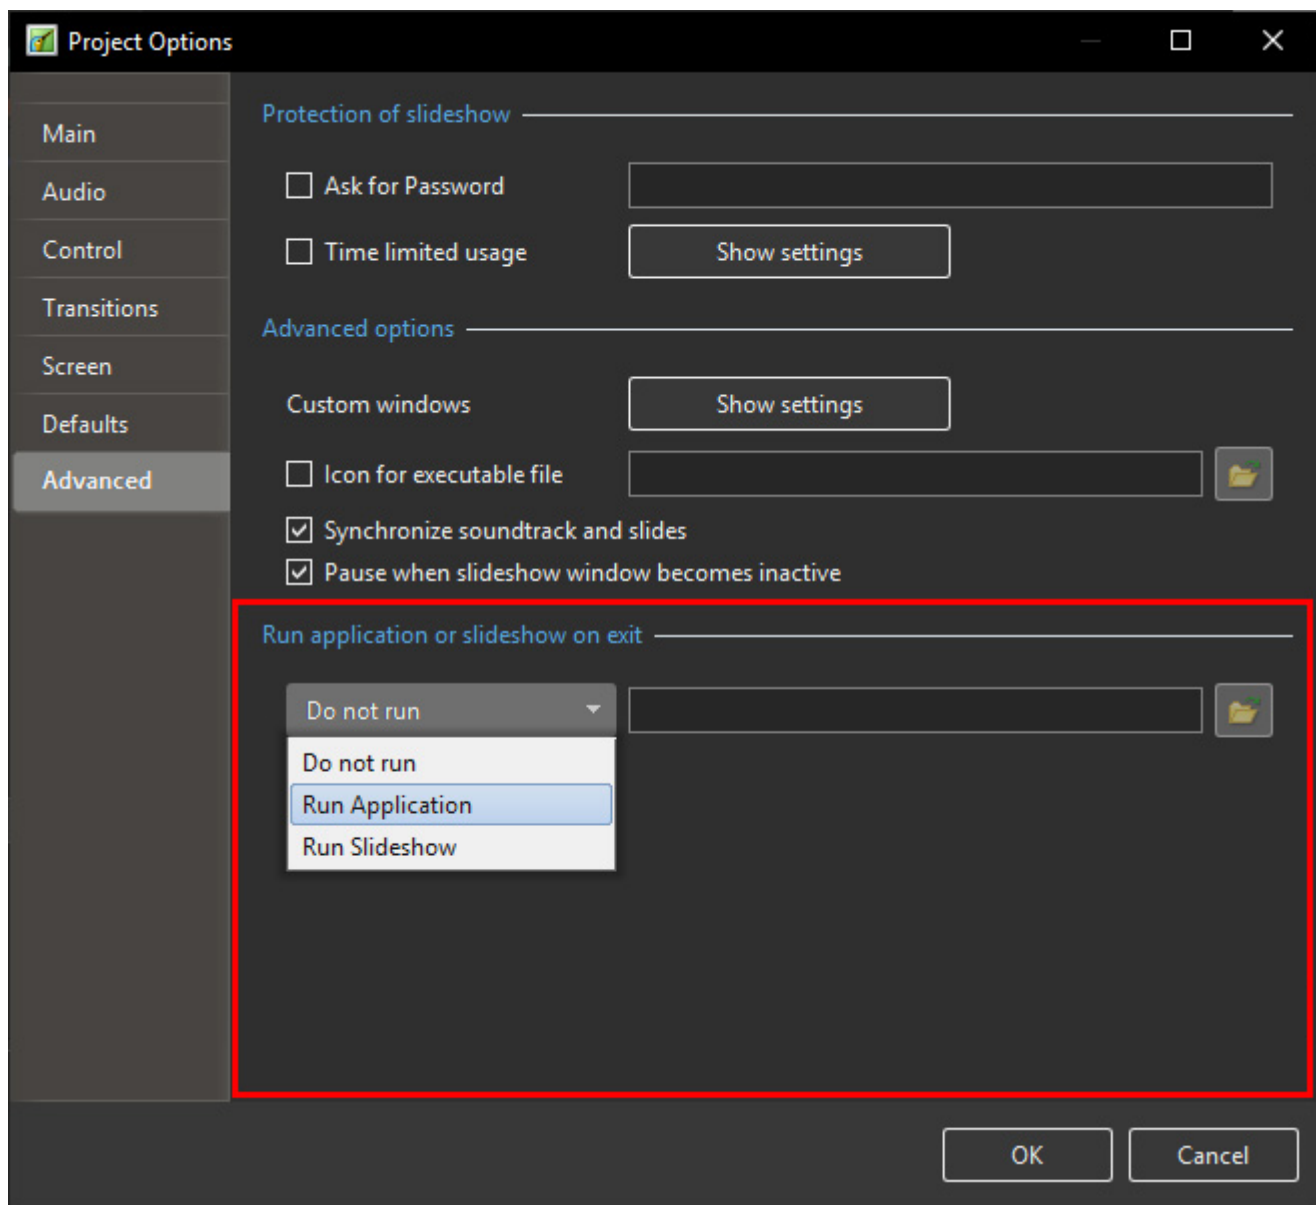 Project Options
Main
Audio
Control
Transitions
Screen
Defaults
Advanced
Protection of slideshow
Ask for Password
Time limited usage
Show settings
Advanced options
Custom windows
Show settings
Icon for executable file
Synchronize soundtrack and slides
Pause when slideshow window becomes inactive
Run application or slideshow on exit
Do not run
Do not run
Run Application
Run Slideshow
OK
Cancel